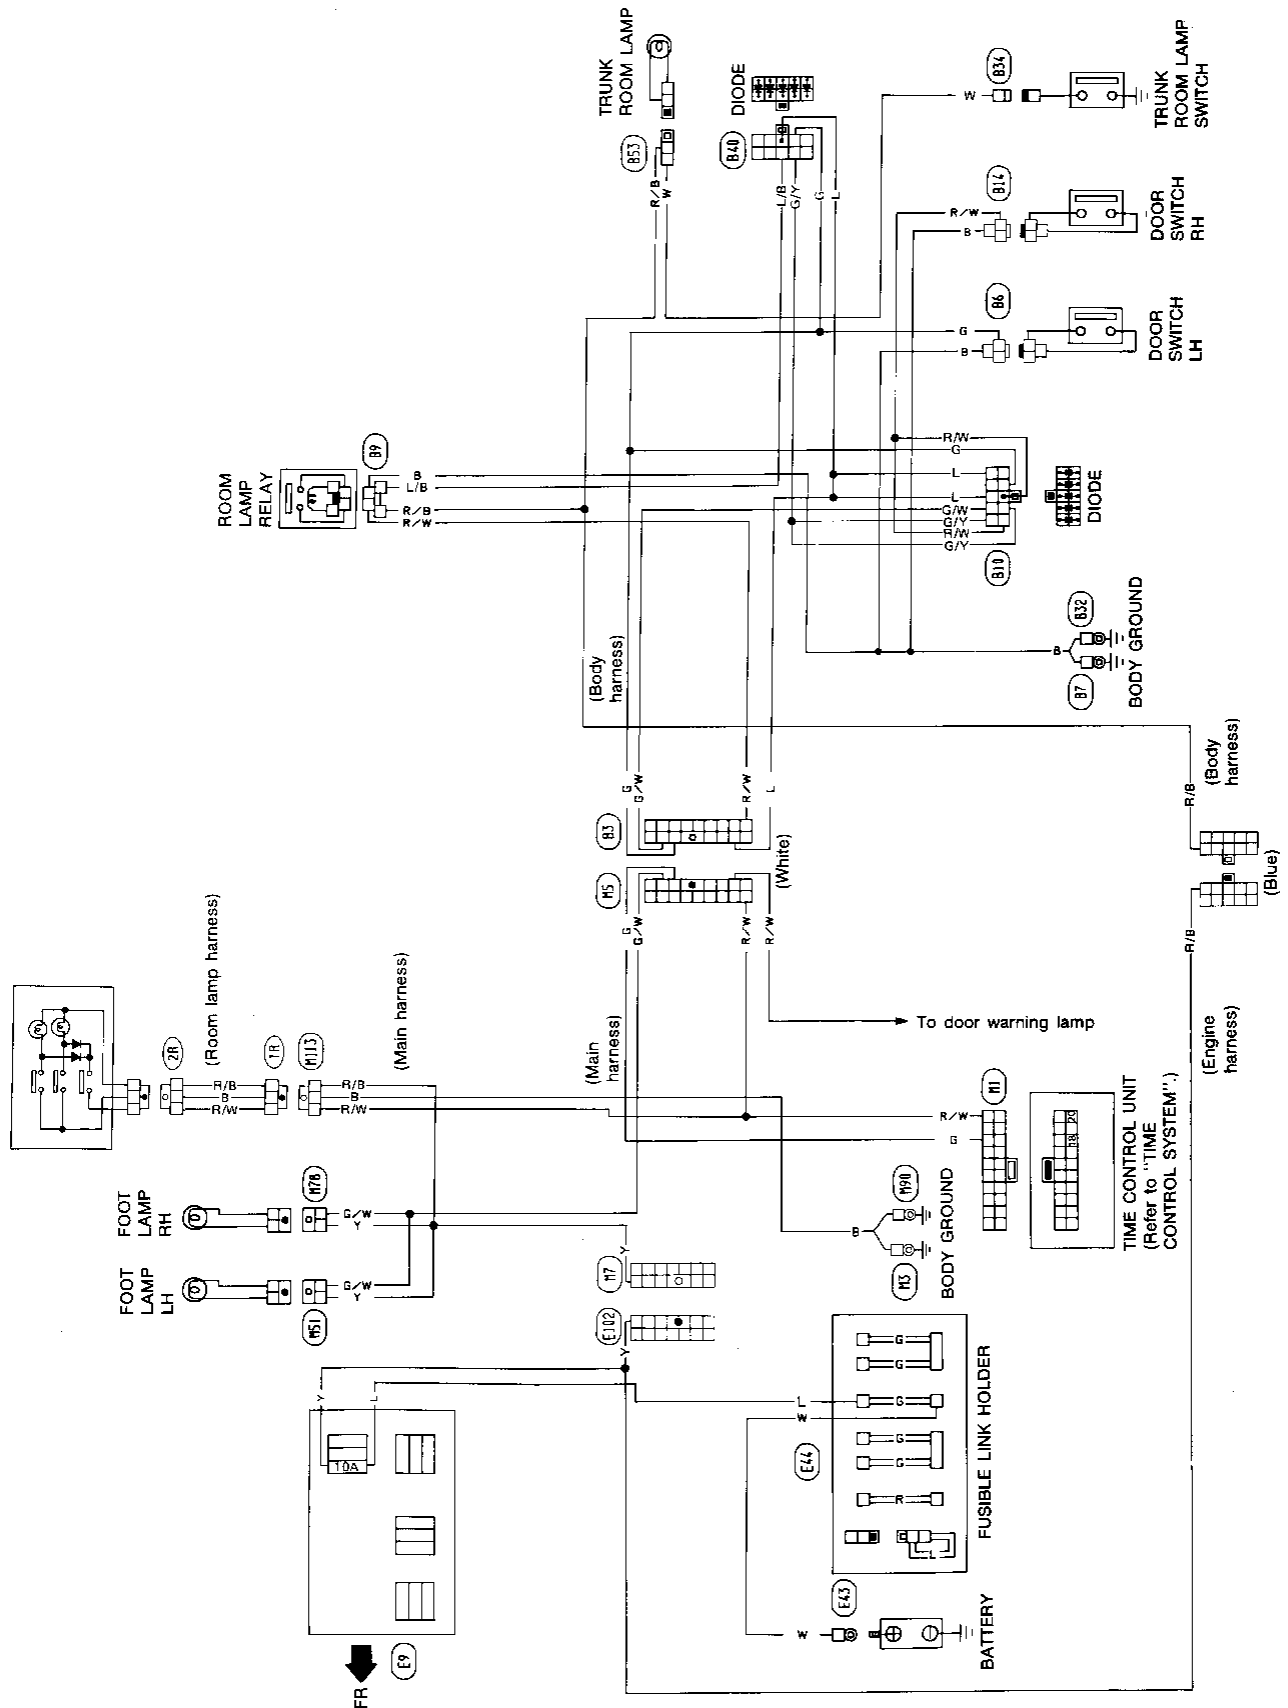 TRUNK
ROOM LAMP
B53
R/B
W
DIODE
B40
L/B
G/Y
G
L
W
B34
TRUNK
ROOM LAMP
SWITCH
R/W
B
B14
DOOR
SWITCH
RH
G
B
B6
DOOR
SWITCH
LH
ROOM
LAMP
RELAY
B9
B
L/B
R/B
R/W
R/W
G
L
L
G/W
G/Y
R/W
G/Y
B10
DIODE
B
B32
B7
BODY GROUND
(Body
harness)
G
G/W
R/W
L
B3
M5
(White)
G
G/W
R/W
R/W
R/B
(Body
harness)
(Blue)
R/B
(Engine
harness)
To door warning lamp
(Main
harness)
2R
(Room lamp harness)
R/B
B
R/W
1R
M113
(Main harness)
R/B
B
R/W
R/W
G
M1
18
20
TIME CONTROL UNIT
(Refer to "TIME
CONTROL SYSTEM".)
FOOT
LAMP
RH
M78
G/W
Y
FOOT
LAMP
LH
M51
G/W
Y
Y
M7
E102
Y
B
M90
M3
BODY GROUND
Y
L
10A
E9
FR
L
W
E44
G
G
G
G
G
R
L
FUSIBLE LINK HOLDER
W
E43
BATTERY